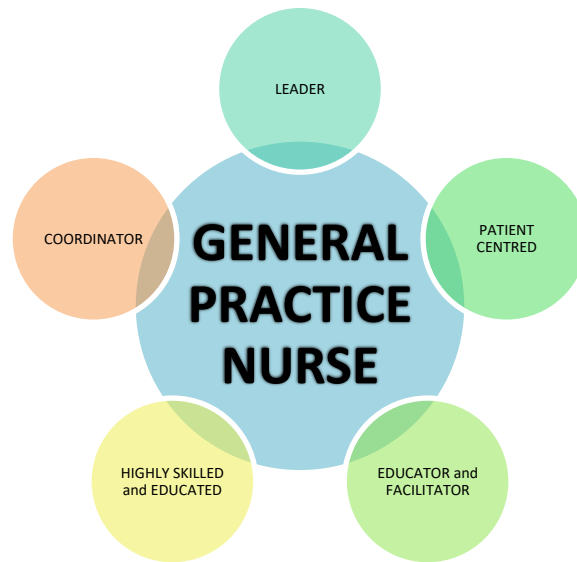 LEADER
PATIENT
CENTRED
EDUCATOR and
FACILITATOR
HIGHLY SKILLED
and EDUCATED
COORDINATOR
GENERAL
PRACTICE
NURSE